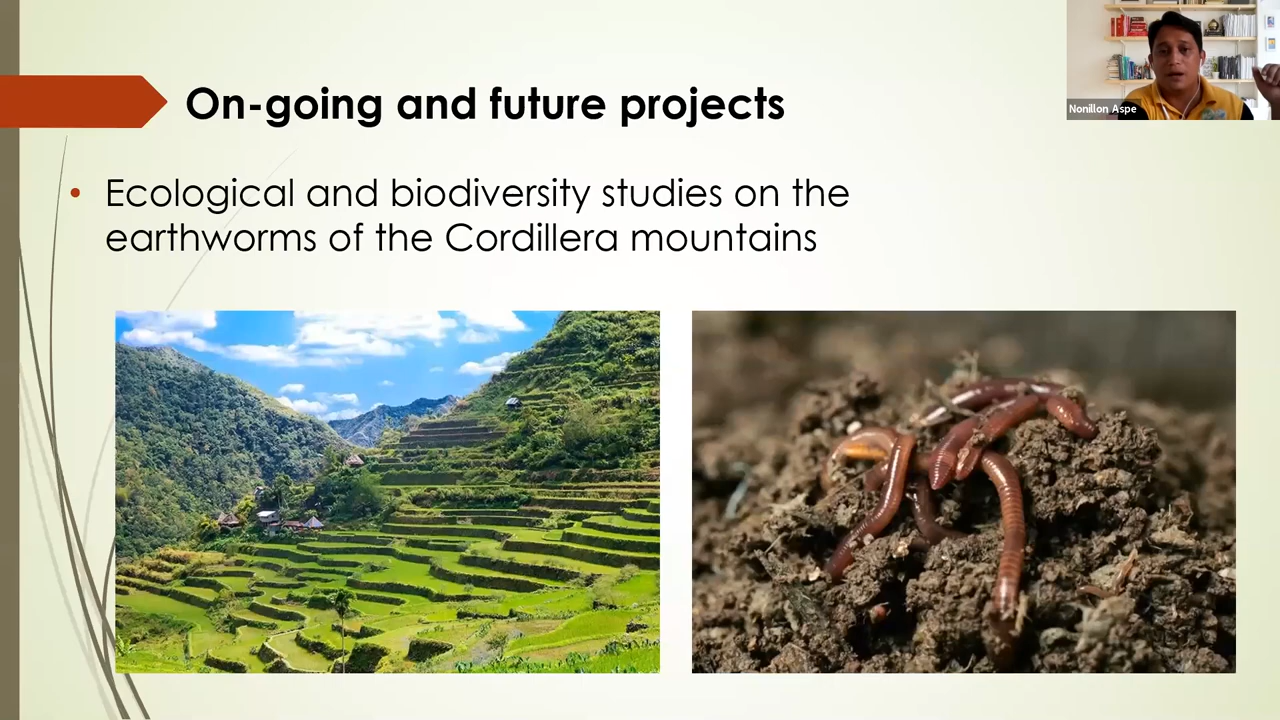 On-going and future projects
Nonillon Aspe
• Ecological and biodiversity studies on the
earthworms of the Cordillera mountains